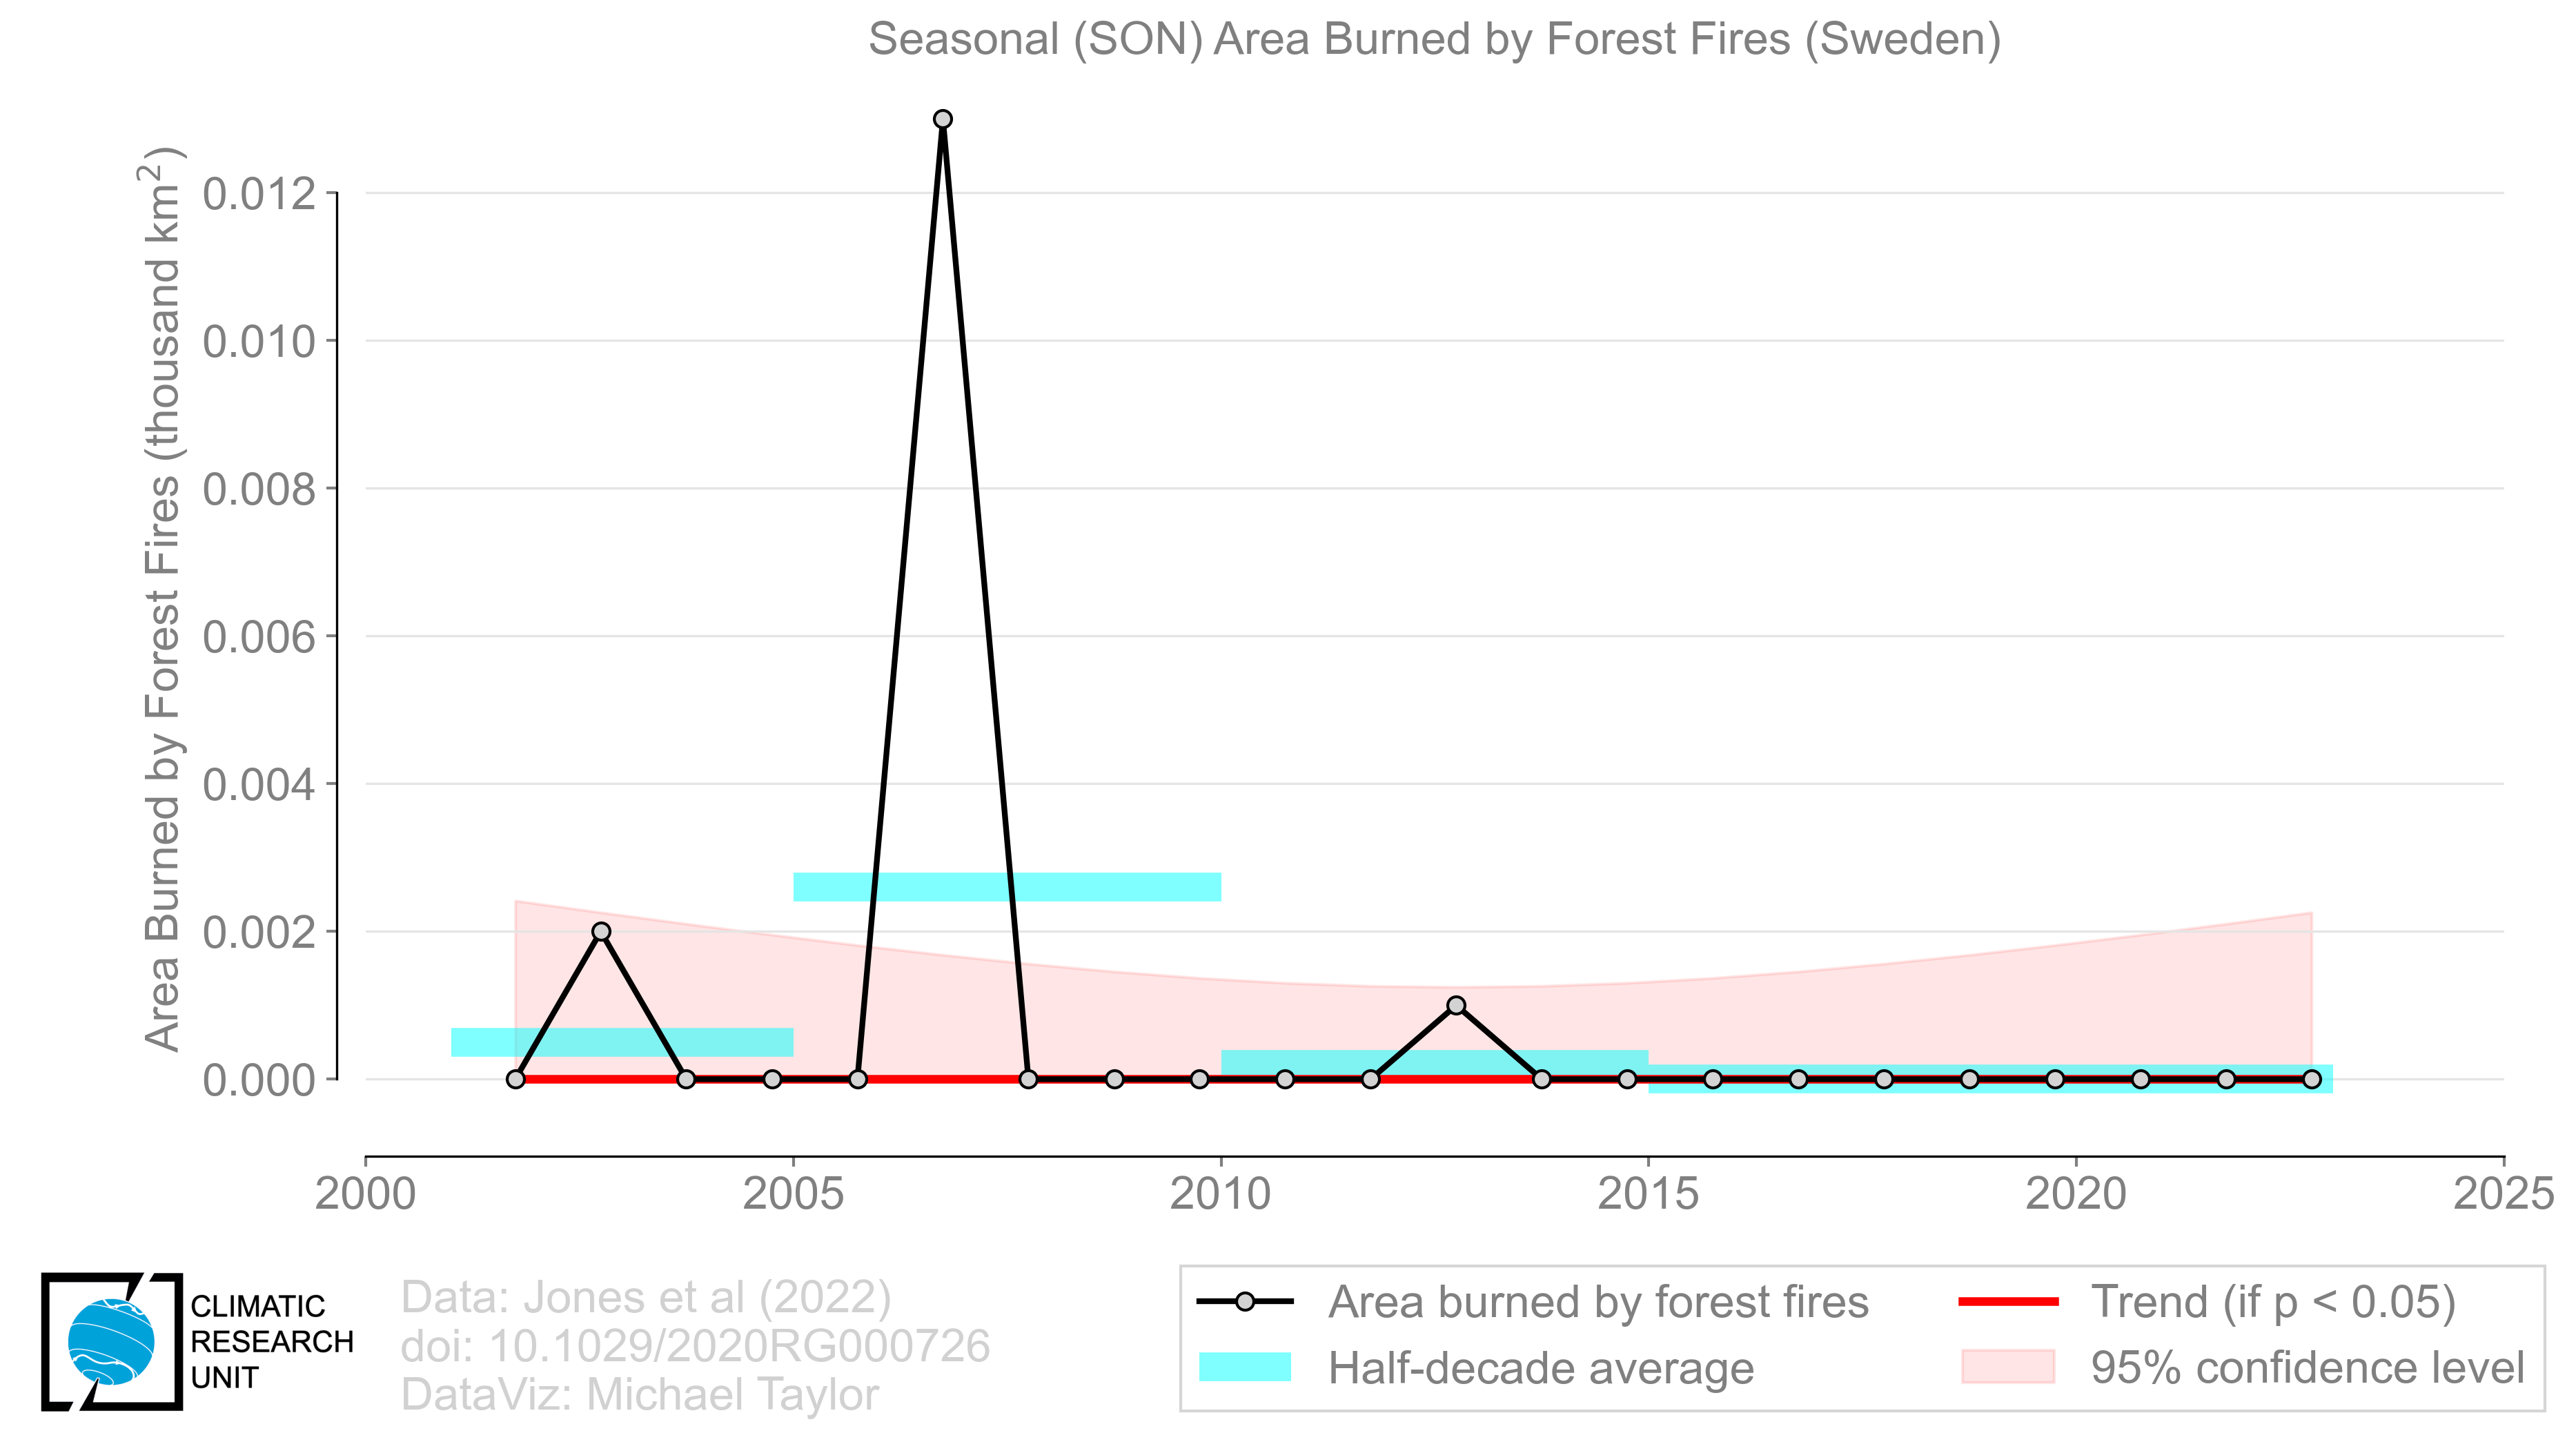 Seasonal (SON) Area Burned by Forest Fires (Sweden)
Area Burned by Forest Fires (thousand km²)
0.012
0.010
0.008
0.006
0.004
0.002
0.000
2000
2005
2010
2015
2020
2025
CLIMATIC
RESEARCH
UNIT
Data: Jones et al (2022)
doi: 10.1029/2020RG000726
DataViz: Michael Taylor
Area burned by forest fires
Half-decade average
Trend (if p < 0.05)
95% confidence level